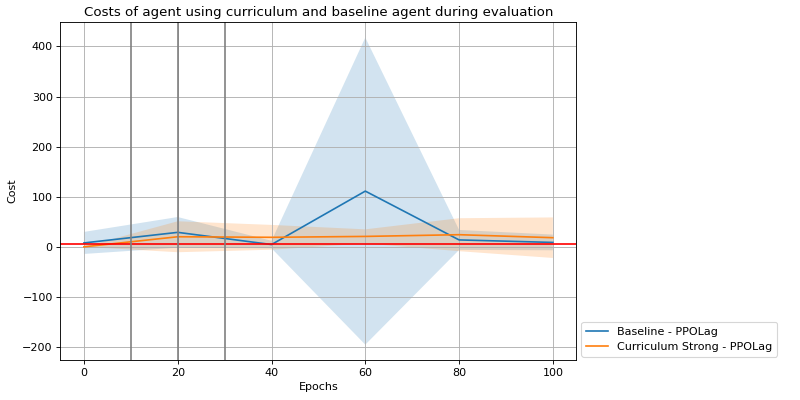 Costs of agent using curriculum and baseline agent during evaluation
400
300
200
100
0
−100
−200
Cost
0 20 40 60 80 100
Epochs
Baseline - PPOLag
Curriculum Strong - PPOLag